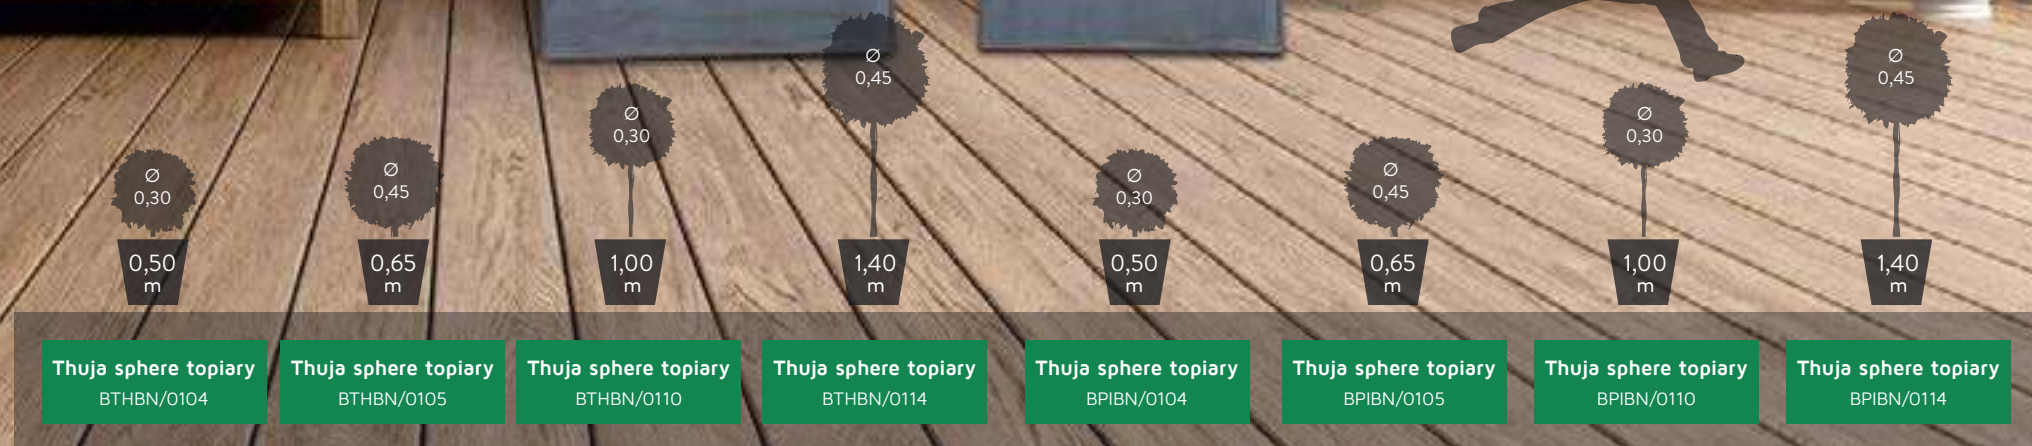 Ø
0,30
0,50
m
Thuja sphere topiary
BTHBN/0104
Ø
0,45
0,65
m
Thuja sphere topiary
BTHBN/0105
Ø
0,30
1,00
m
Thuja sphere topiary
BTHBN/0110
Ø
0,45
1,40
m
Thuja sphere topiary
BTHBN/0114
Ø
0,30
0,50
m
Thuja sphere topiary
BPIBN/0104
Ø
0,45
0,65
m
Thuja sphere topiary
BPIBN/0105
Ø
0,30
1,00
m
Thuja sphere topiary
BPIBN/0110
Ø
0,45
1,40
m
Thuja sphere topiary
BPIBN/0114